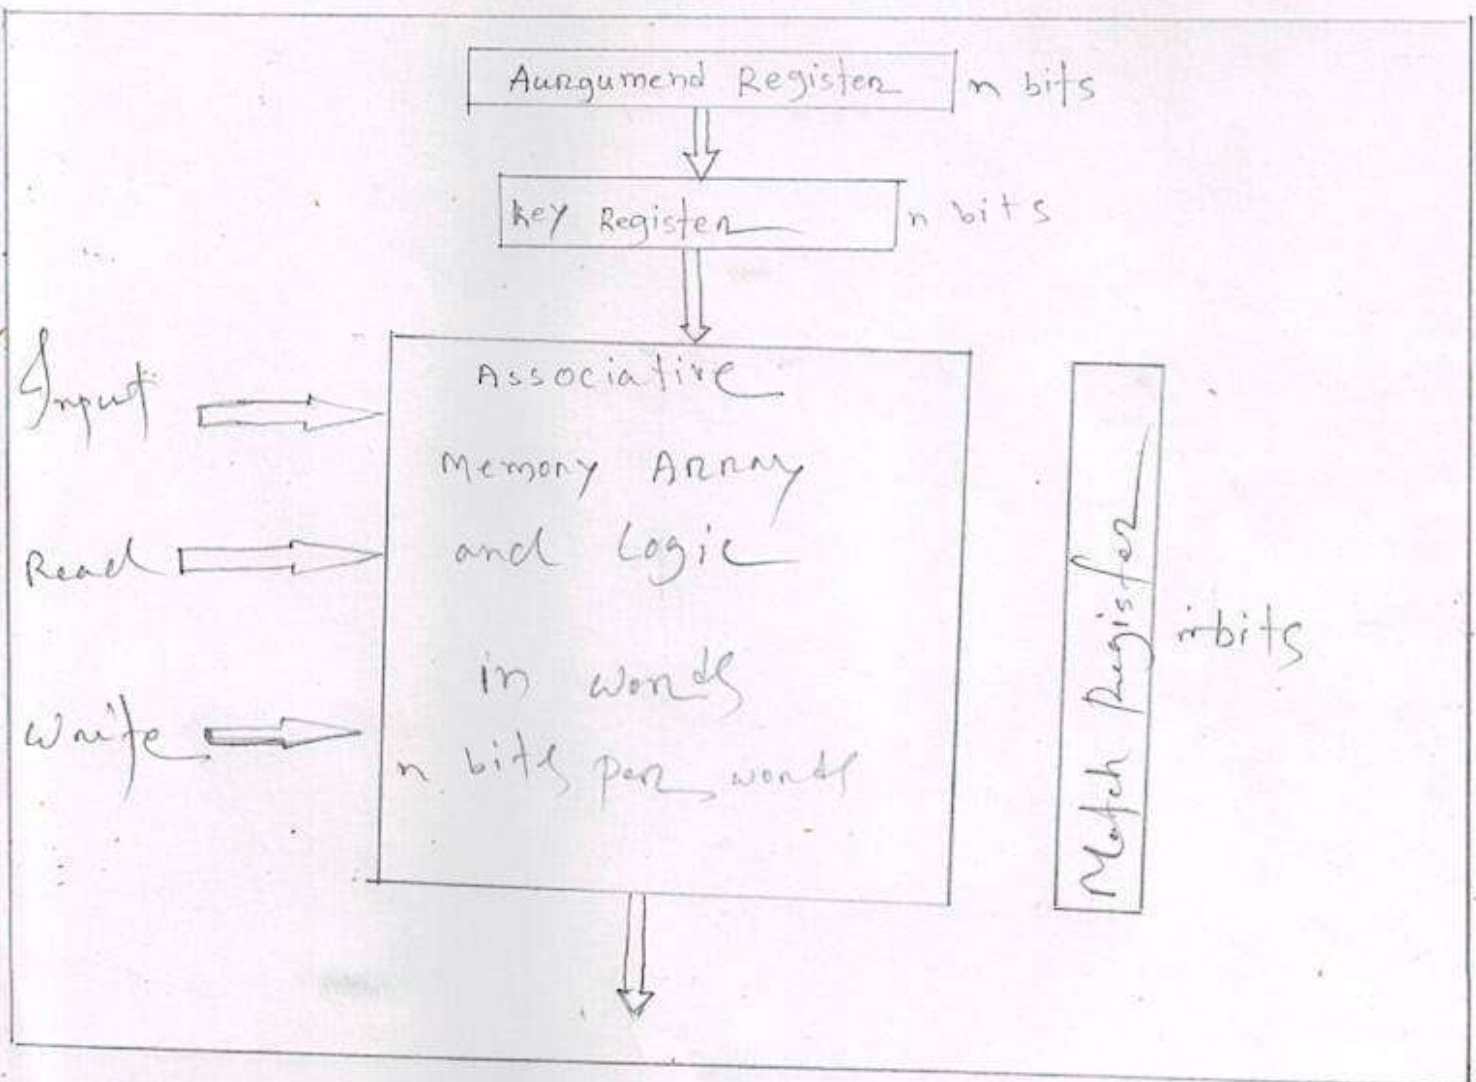 Aurgumend Register n bits
Key Register n bits
Input
Read
Write
Associative
Memory Array
and Logic
in words
n bits per words
Match Register
m bits